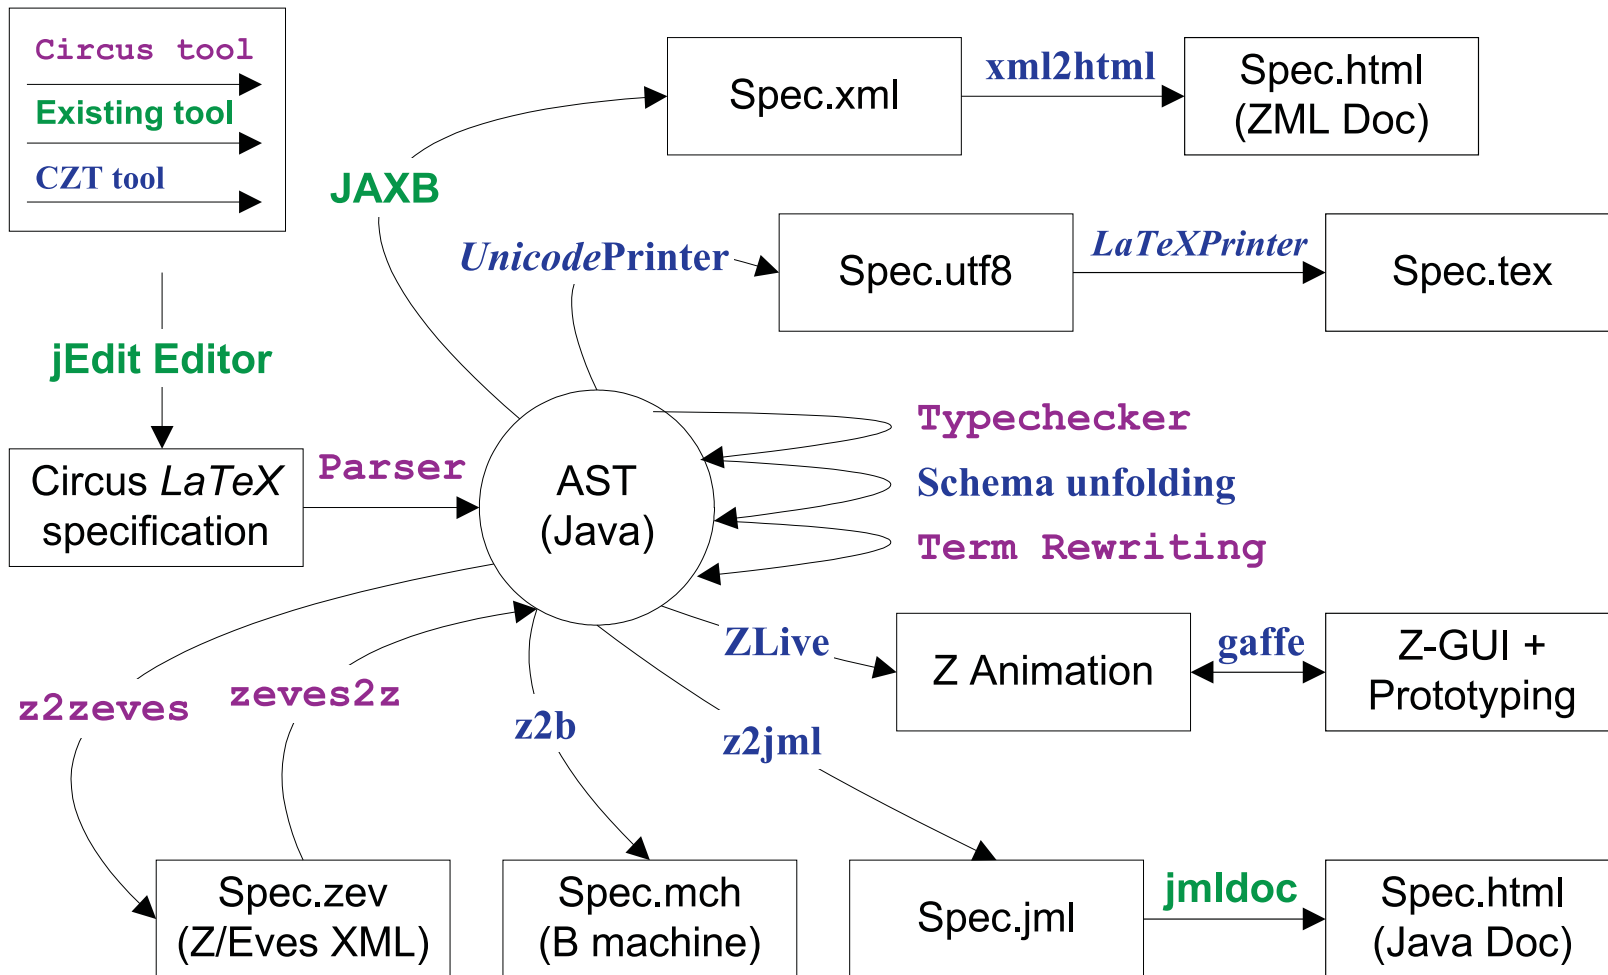 Circus tool
Existing tool
CZT tool
jEdit Editor
Circus LaTeX
specification
Parser
AST
(Java)
JAXB
Spec.xml
xml2html
Spec.html
(ZML Doc)
UnicodePrinter
Spec.utf8
LaTeXPrinter
Spec.tex
Typechecker
Schema unfolding
Term Rewriting
ZLive
Z Animation
gaffe
Z-GUI +
Prototyping
z2zeves
zeves2z
z2b
z2jml
Spec.zev
(Z/Eves XML)
Spec.mch
(B machine)
Spec.jml
jmldoc
Spec.html
(Java Doc)